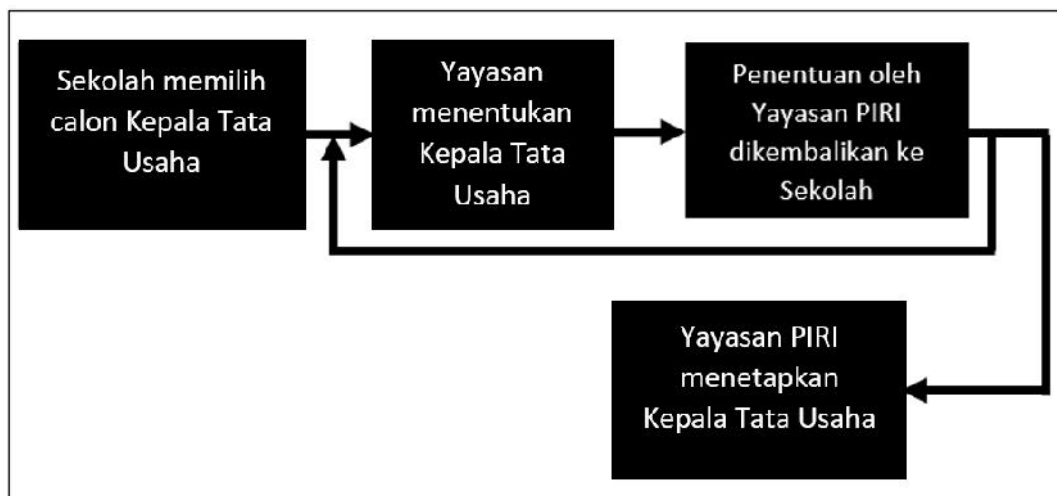 Sekolah memilih
calon Kepala Tata
Usaha
Yayasan
menentukan
Kepala Tata
Usaha
Penentuan oleh
Yayasan PIRI
dikembalikan ke
Sekolah
Yayasan PIRI
menetapkan
Kepala Tata Usaha